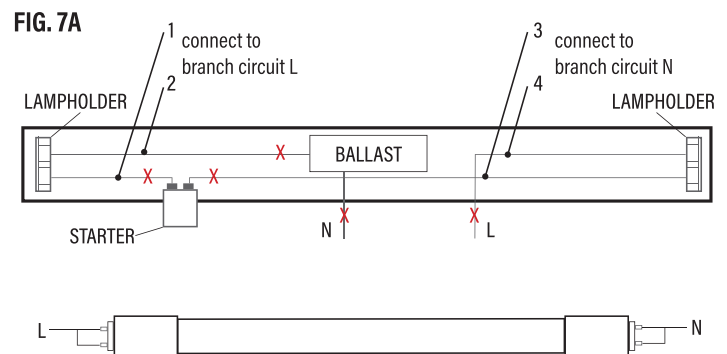 FIG. 7A
1 connect to
branch circuit L
2
3 connect to
branch circuit N
4
LAMPHOLDER
LAMPHOLDER
X
BALLAST
X
X
STARTER
N X
X L
L
N